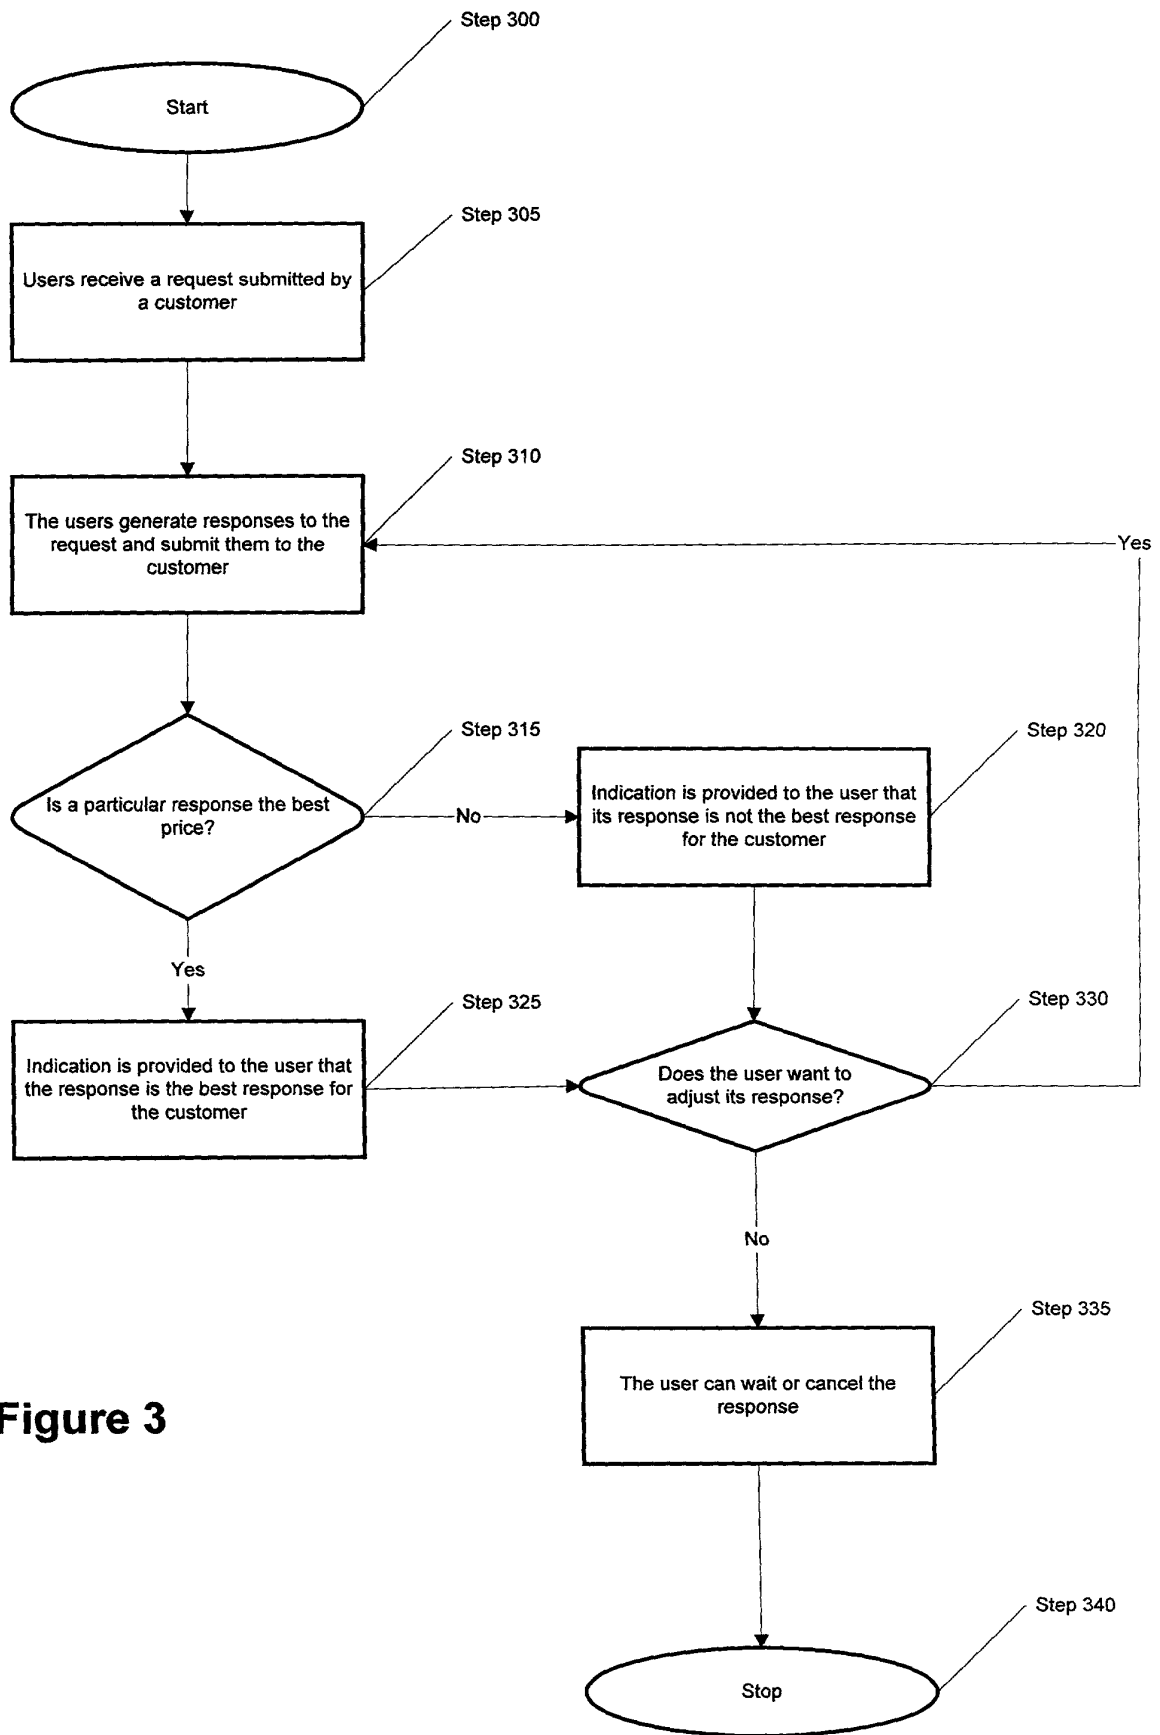 Step 300
Start
Step 305
Users receive a request submitted by
a customer
Step 310
The users generate responses to the
request and submit them to the
customer
Yes
Step 315
Step 320
Is a particular response the best
price?
No
Indication is provided to the user that
its response is not the best response
for the customer
Yes
Step 325
Step 330
Indication is provided to the user that
the response is the best response for
the customer
Does the user want to
adjust its response?
No
Step 335
The user can wait or cancel the
response
Figure 3
Step 340
Stop